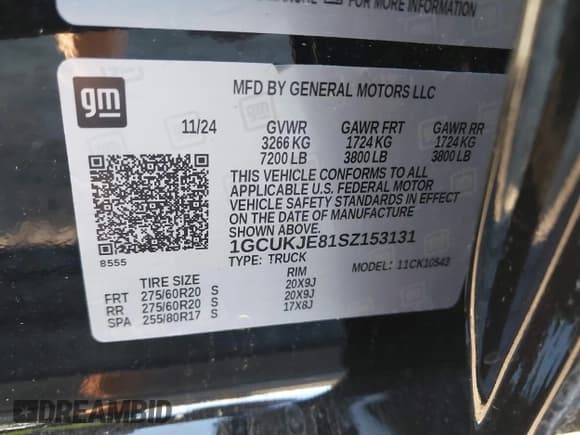 FOR MORE INFORMATION
gm
MFD BY GENERAL MOTORS LLC
11/24 GVWR GAWR FRT GAWR RR
3266 KG 1724 KG 1724 KG
7200 LB 3800 LB 3800 LB
THIS VEHICLE CONFORMS TO ALL
APPLICABLE U.S. FEDERAL MOTOR
VEHICLE SAFETY STANDARDS IN EFFECT
ON THE DATE OF MANUFACTURE
SHOWN ABOVE
1GCUKJE81SZ153131
8555
TYPE: TRUCK MODEL: 11CK10543
TIRE SIZE RIM
FRT 275/60R20 S 20X9J
RR 275/60R20 S 20X9J
SPA 255/80R17 S 17X8J
DREAMBID